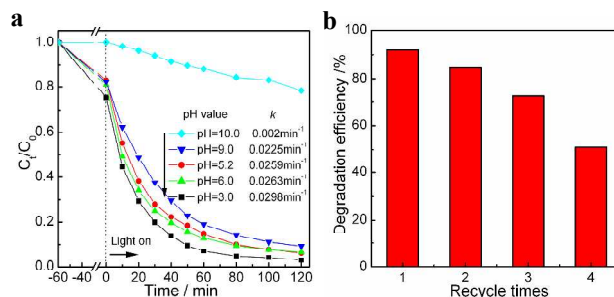 a
b
1.0
0.8
0.6
0.4
0.2
0.0
Ct/C0
pH value k
pH=10.0 0.002min-1
pH=9.0 0.0225min-1
pH=5.2 0.0259min-1
pH=6.0 0.0263min-1
pH=3.0 0.0298min-1
Light on
-60 -40 0 20 40 60 80 100 120
Time / min
100
80
60
40
20
0
Degradation efficiency /%
1 2 3 4
Recycle times